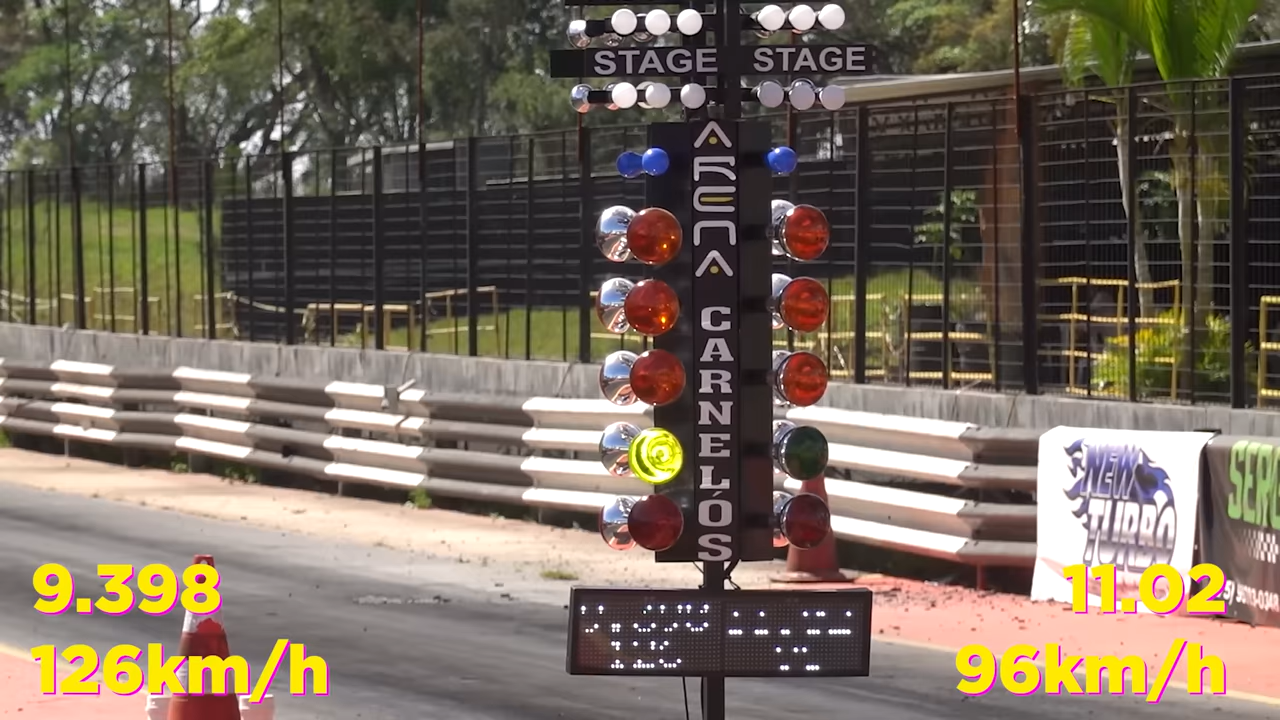 STAGE STAGE
ARENA
CARNELÓS
NEW
TURBO
9.398
11.02
126km/h
96km/h